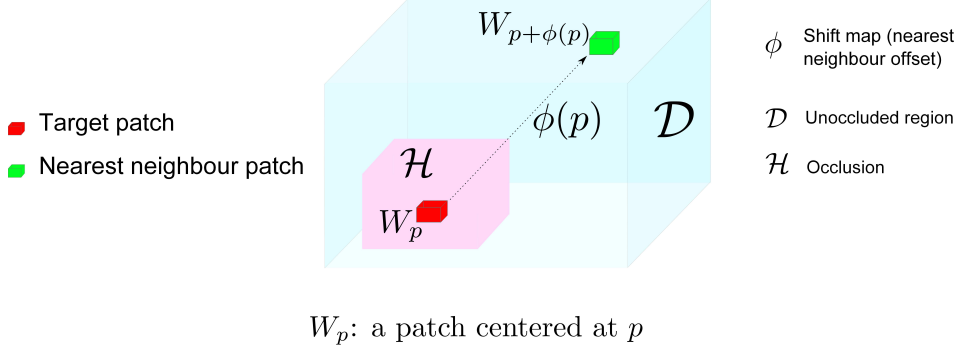 W_{p+ϕ(p)}
ϕ Shift map (nearest
neighbour offset)
Target patch
ϕ(p)
𝒟
𝒟 Unoccluded region
Nearest neighbour patch
ℋ
ℋ Occlusion
W_p
W_p: a patch centered at p